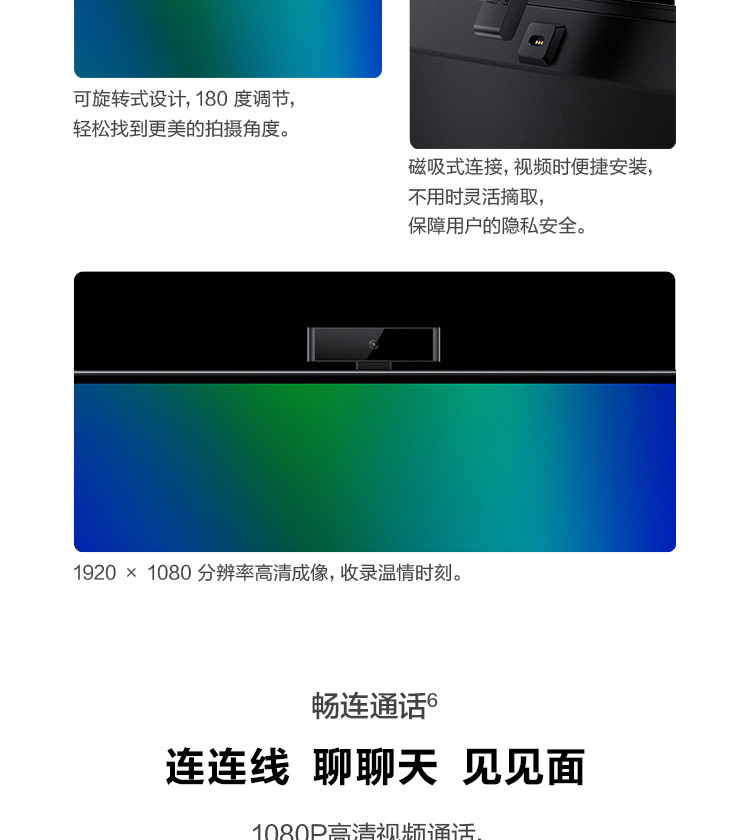 可旋转式设计，180 度调节，
轻松找到更美的拍摄角度。
磁吸式连接，视频时便捷安装，
不用时灵活摘取，
保障用户的隐私安全。
1920 × 1080 分辨率高清成像，收录温情时刻。
畅连通话6
连连线 聊聊天 见见面
1080P高清视频通话，